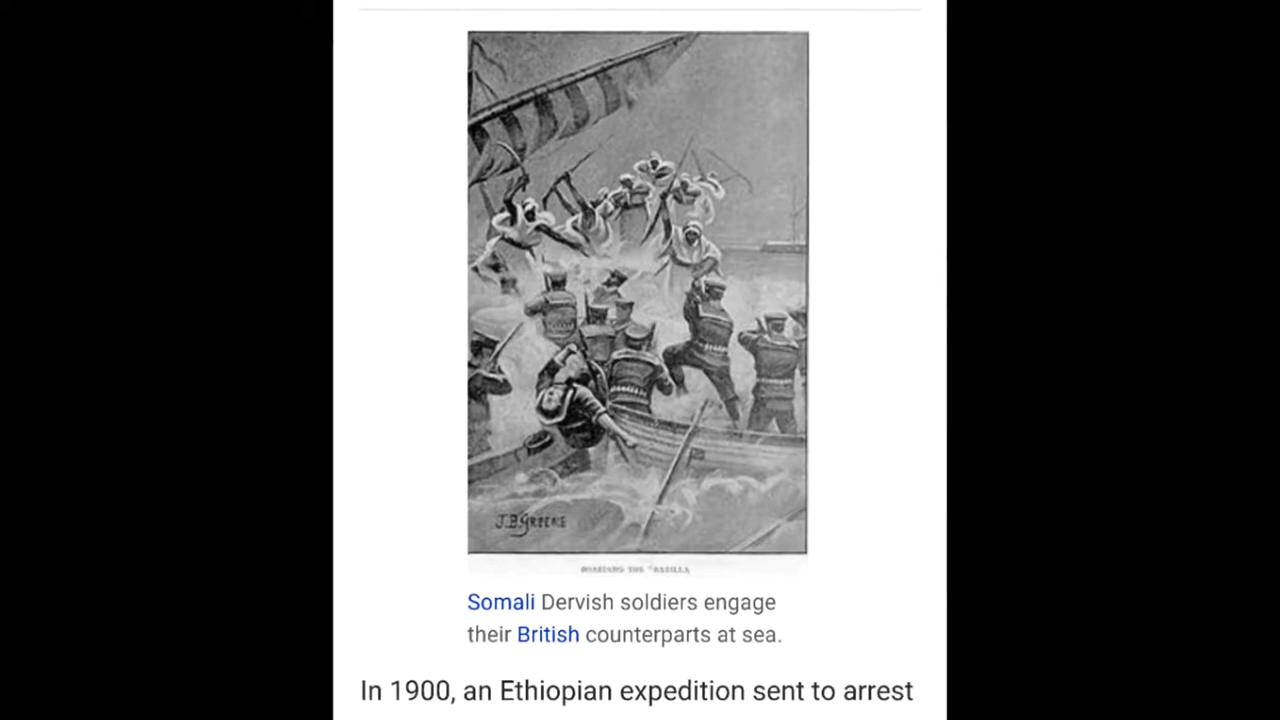 J.B.GREENE
Somali Dervish soldiers engage
their British counterparts at sea.
In 1900, an Ethiopian expedition sent to arrest